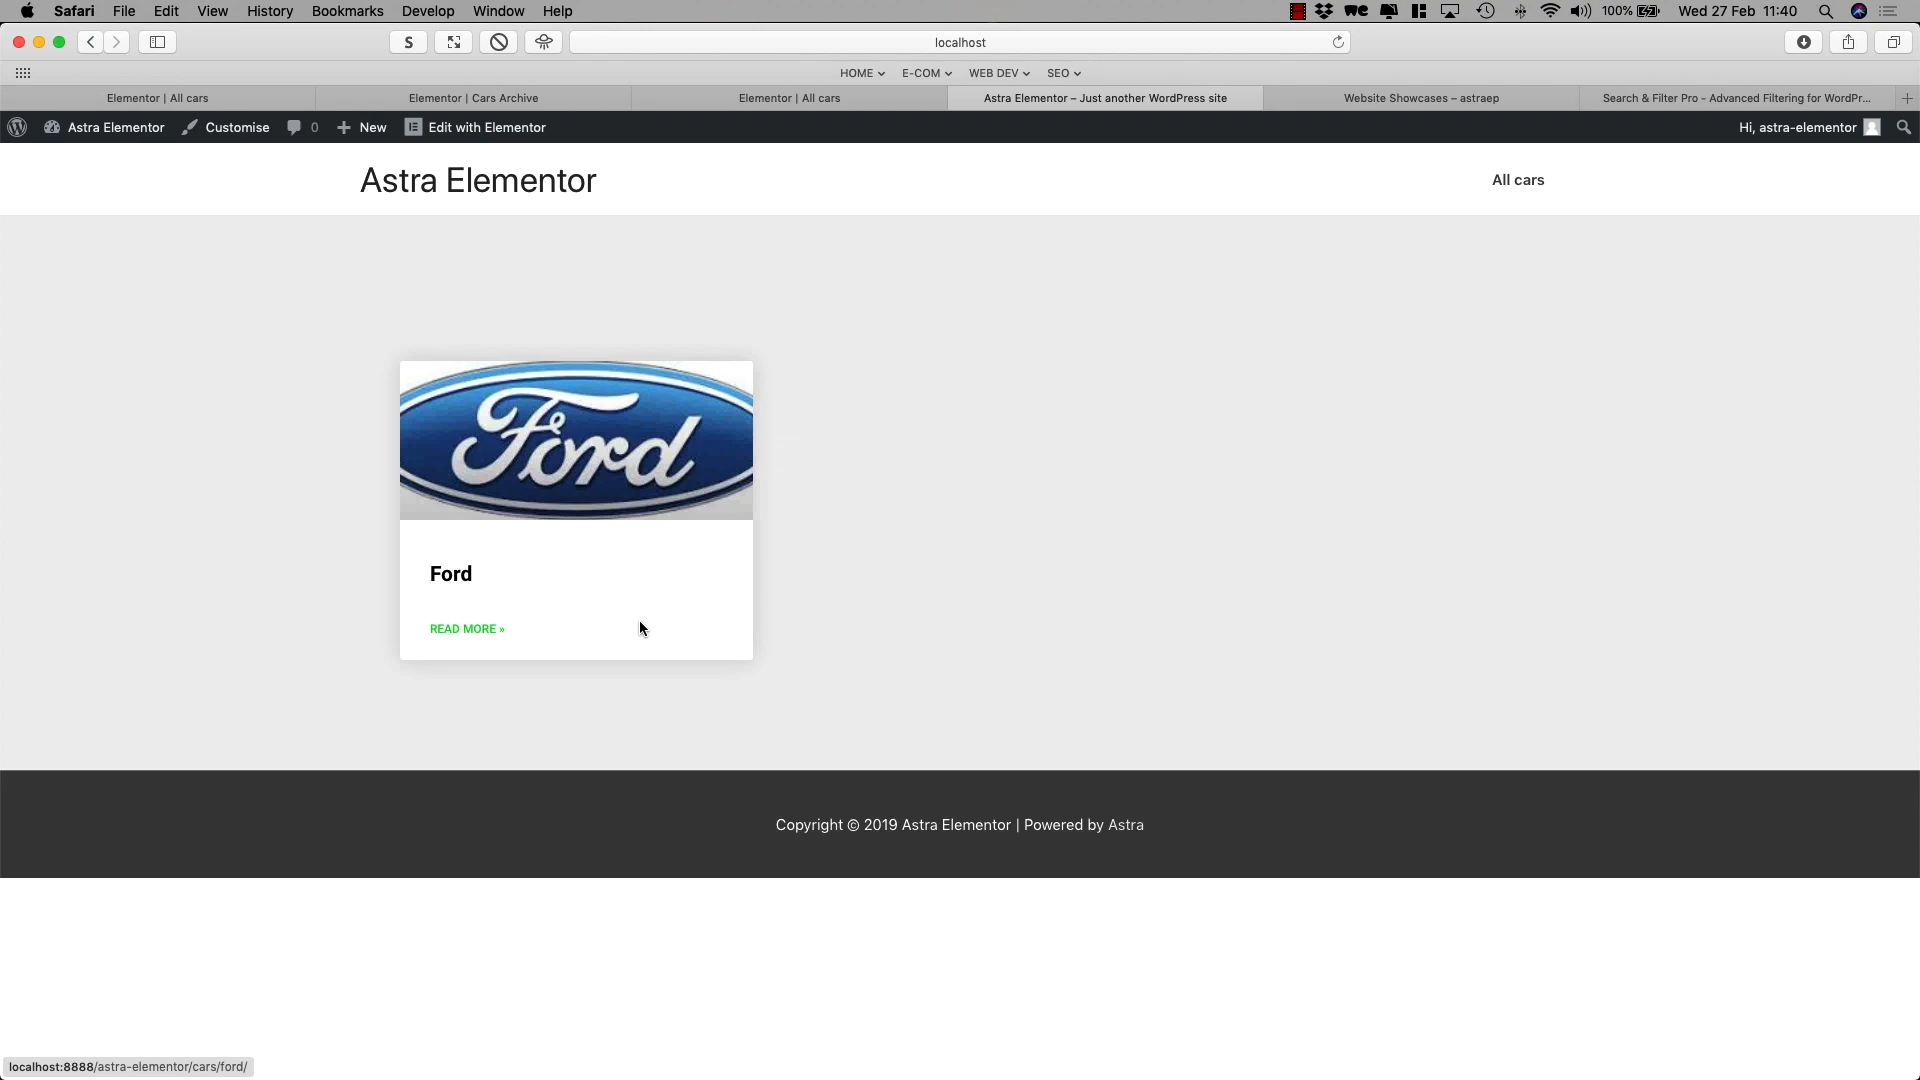 Safari File Edit View History Bookmarks Develop Window Help 100% Wed 27 Feb 11:40
S localhost
HOME E-COM WEB DEV SEO
Elementor | All cars Elementor | Cars Archive Elementor | All cars Astra Elementor – Just another WordPress site Website Showcases – astraep Search & Filter Pro - Advanced Filtering for WordPr...
Astra Elementor Customise 0 New Edit with Elementor Hi, astra-elementor
Astra Elementor All cars
Ford
Ford
READ MORE »
Copyright © 2019 Astra Elementor | Powered by Astra
localhost:8888/astra-elementor/cars/ford/